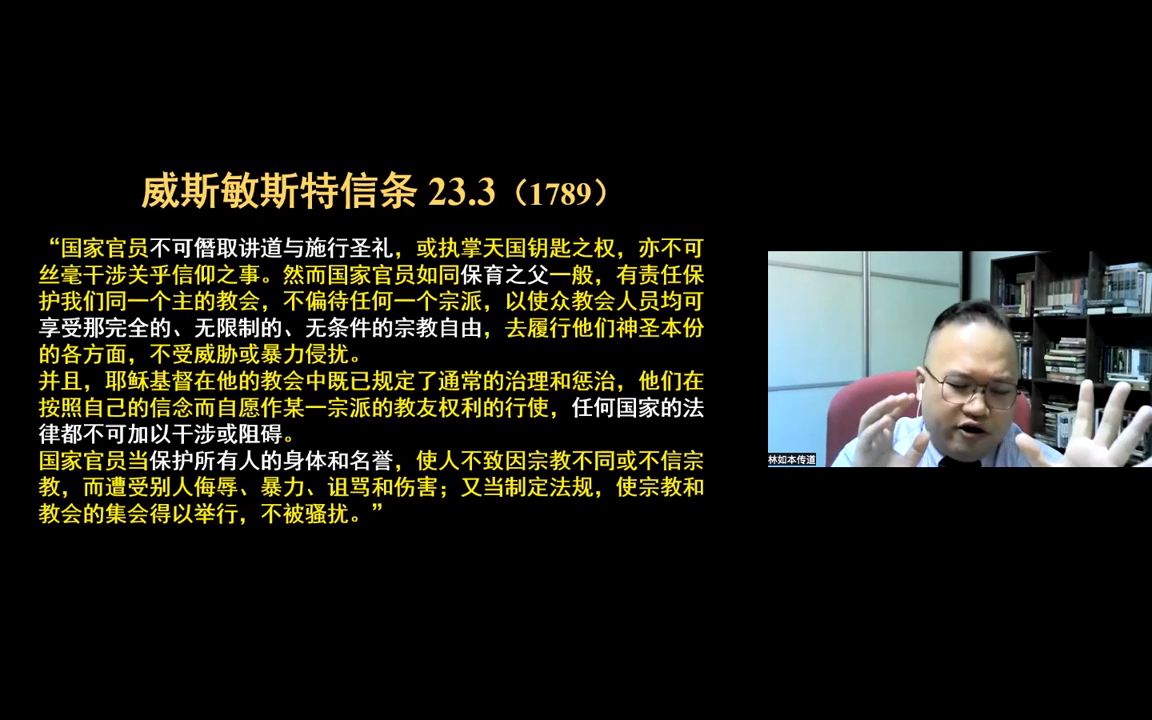 威斯敏斯特信条 23.3（1789）
“国家官员不可僭取讲道与施行圣礼，或执掌天国钥匙之权，亦不可
丝毫干涉关乎信仰之事。然而国家官员如同保育之父一般，有责任保
护我们同一个主的教会，不偏待任何一个宗派，以使众教会人员均可
享受那完全的、无限制的、无条件的宗教自由，去履行他们神圣本份
的各方面，不受威胁或暴力侵扰。
并且，耶稣基督在他的教会中既已规定了通常的治理和惩治，他们在
按照自己的信念而自愿作某一宗派的教友权利的行使，任何国家的法
律都不可加以干涉或阻碍。
国家官员当保护所有人的身体和名誉，使人不致因宗教不同或不信宗
教，而遭受别人侮辱、暴力、诅骂和伤害；又当制定法规，使宗教和
教会的集会得以举行，不被骚扰。”
林如本传道